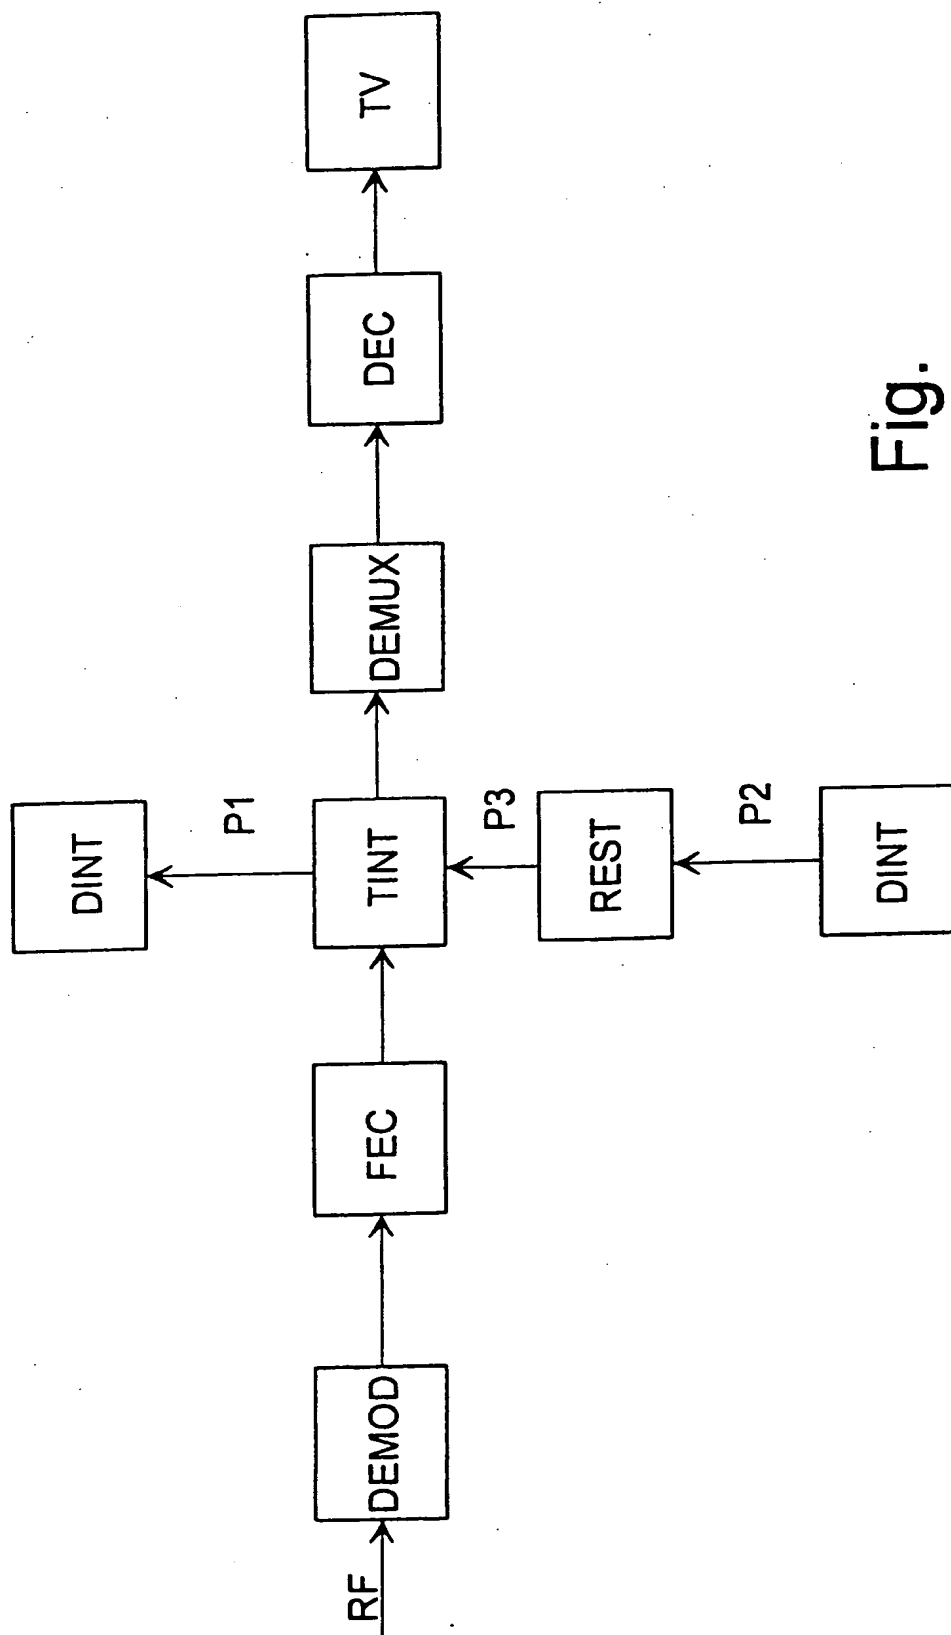 DINT
P1
RF
DEMOD
FEC
TINT
DEMUX
DEC
TV
P3
REST
P2
DINT
Fig.